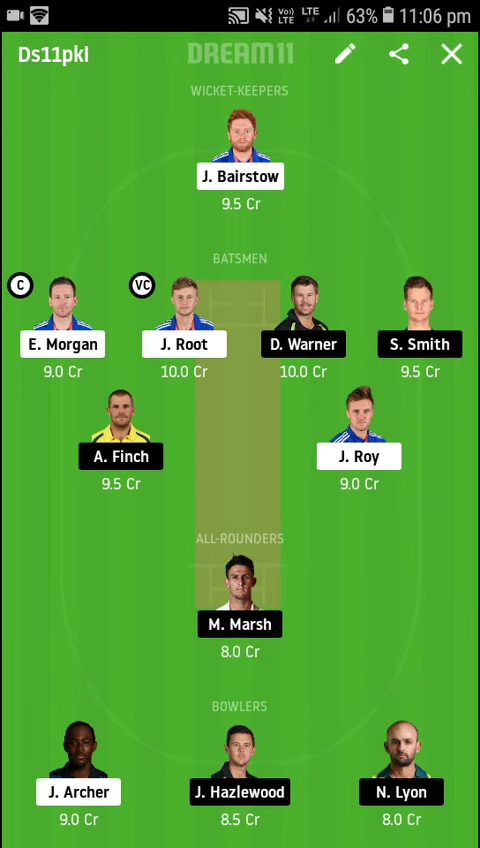 Vo) LTE LTE 63% 11:06 pm
Ds11pkl DREAM11
WICKET-KEEPERS
J. Bairstow
9.5 Cr
BATSMEN
C VC
E. Morgan J. Root D. Warner S. Smith
9.0 Cr 10.0 Cr 10.0 Cr 9.5 Cr
A. Finch J. Roy
9.5 Cr 9.0 Cr
ALL-ROUNDERS
M. Marsh
8.0 Cr
BOWLERS
J. Archer J. Hazlewood N. Lyon
9.0 Cr 8.5 Cr 8.0 Cr